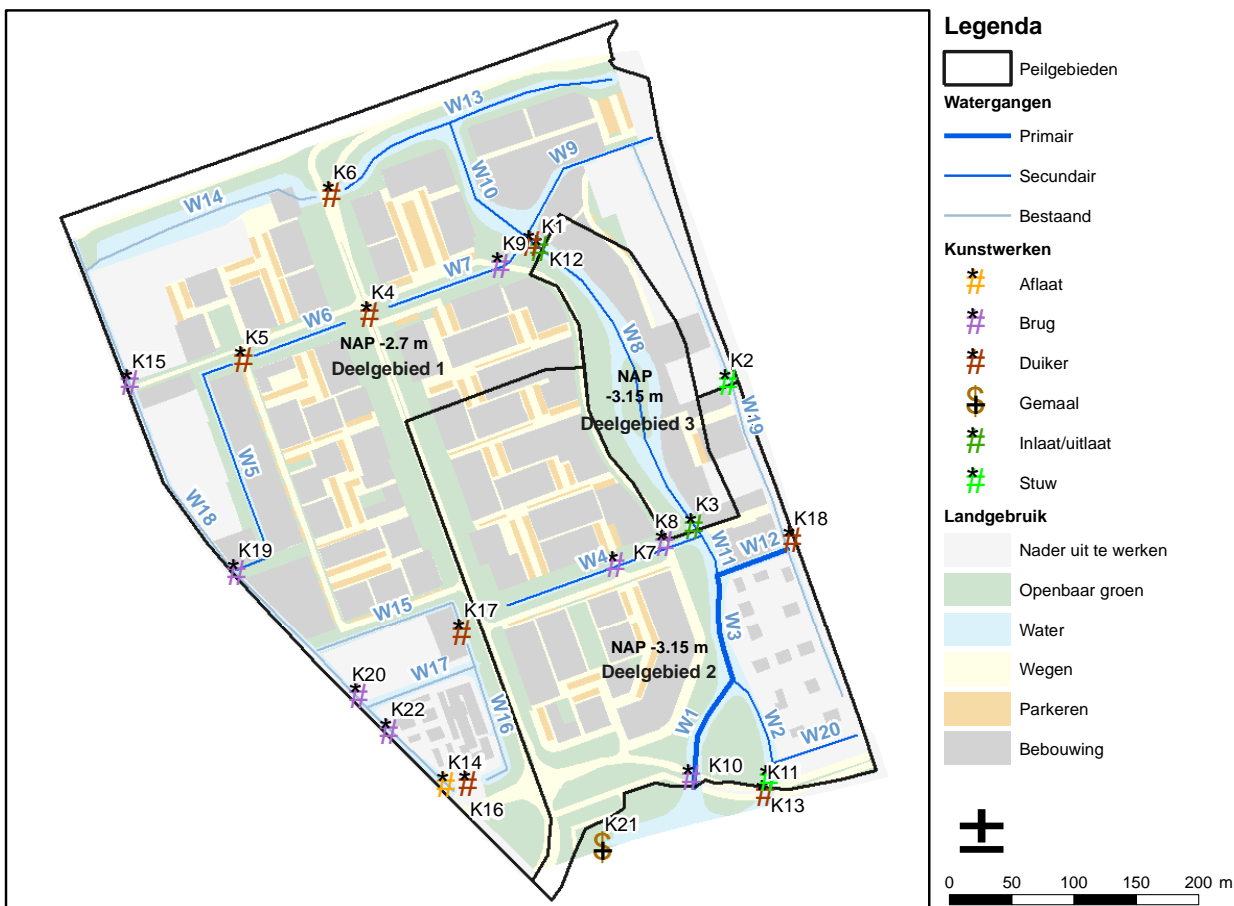 W13
K6
W9
W14
W10
K1
K9
K12
W7
K4
W6
NAP -2.7 m
Deelgebied 1
K5
K15
W8
K2
NAP
-3.15 m
Deelgebied 3
W19
W5
W18
K3
K8
K18
K7
W4
W11
W12
K19
W15
K17
W3
NAP -3.15 m
Deelgebied 2
W17
K20
K22
W16
W1
W2
W20
K14
K10
K11
K16
K13
K21
Legenda
Peilgebieden
Watergangen
Primair
Secundair
Bestaand
Kunstwerken
*# Aflaat
*# Brug
*# Duiker
Gemaal
*# Inlaat/uitlaat
*# Stuw
Landgebruik
Nader uit te werken
Openbaar groen
Water
Wegen
Parkeren
Bebouwing
0 50 100 150 200 m